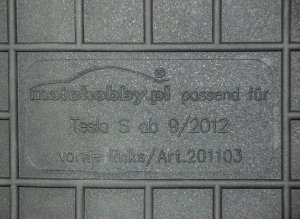 motohobby.pl® passend für
Tesla S ab 9/2012
vorne links/Art.201103